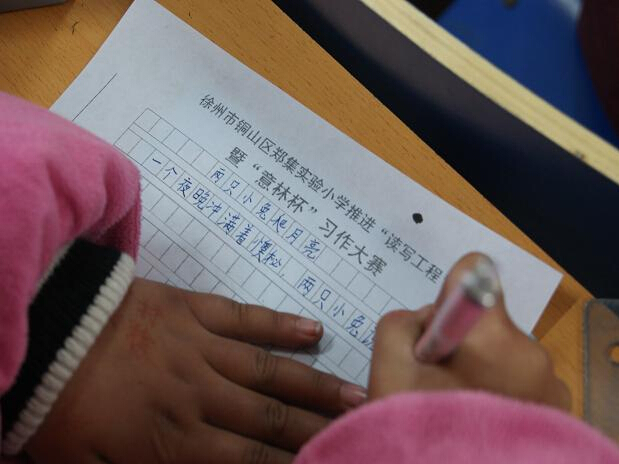 徐州市铜山区郑集实验小学推进“读写工程
暨“意林杯”习作大赛
两只小兔爬月亮
一个夜晚冲满着模松，两只小兔